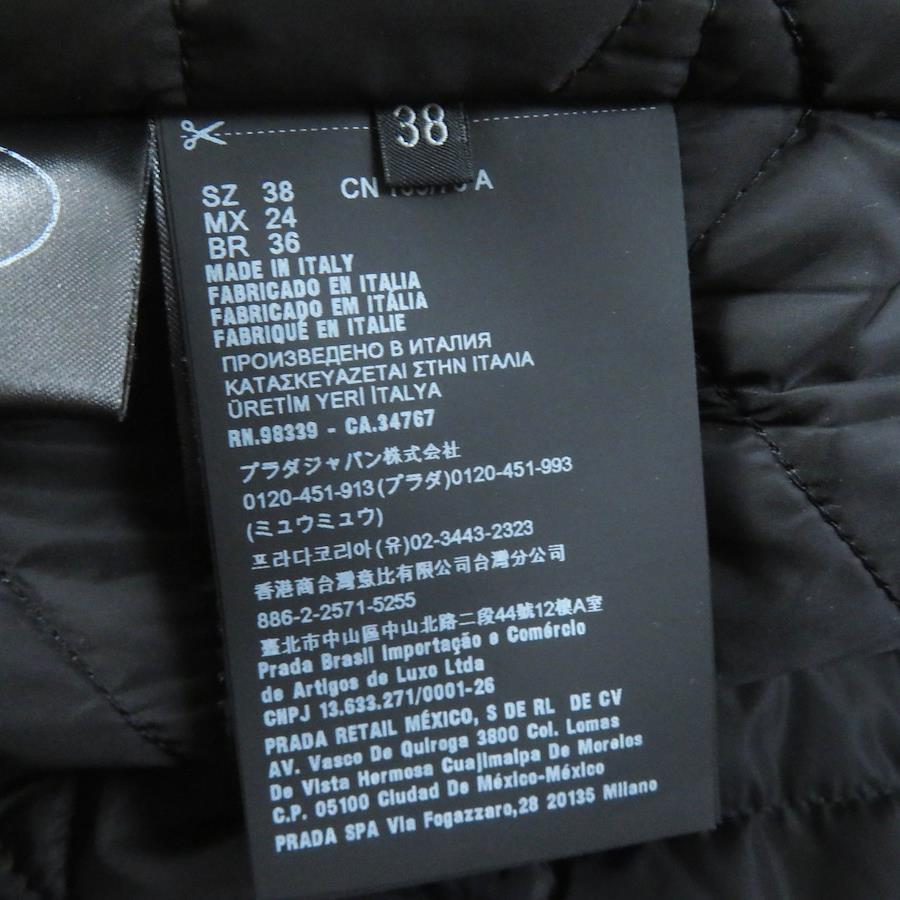 38
SZ 38 CN A
MX 24
BR 36
MADE IN ITALY
FABRICADO EN ITALIA
FABRICADO EM ITÁLIA
FABRIQUÉ EN ITALIE
ПРОИЗВЕДЕНО В ИТАЛИЯ
ΚΑΤΑΣΚΕΥΑΖΕΤΑΙ ΣΤΗΝ ΙΤΑΛΙΑ
ÜRETİM YERİ İTALYA
RN.98339 - CA.34767
プラダジャパン株式会社
0120-451-913(プラダ)0120-451-993
(ミュウミュウ)
프라다코리아(유)02-3443-2323
香港商台灣意比有限公司台灣分公司
886-2-2571-5255
臺北市中山區中山北路二段44號12樓A室
Prada Brasil Importação e Comércio
de Artigos de Luxo Ltda
CNPJ 13.633.271/0001-26
PRADA RETAIL MÉXICO, S DE RL DE CV
AV. Vasco De Quiroga 3800 Col. Lomas
De Vista Hermosa Cuajimalpa De Morelos
C.P. 05100 Ciudad De México-México
PRADA SPA Via Fogazzaro,28 20135 Milano